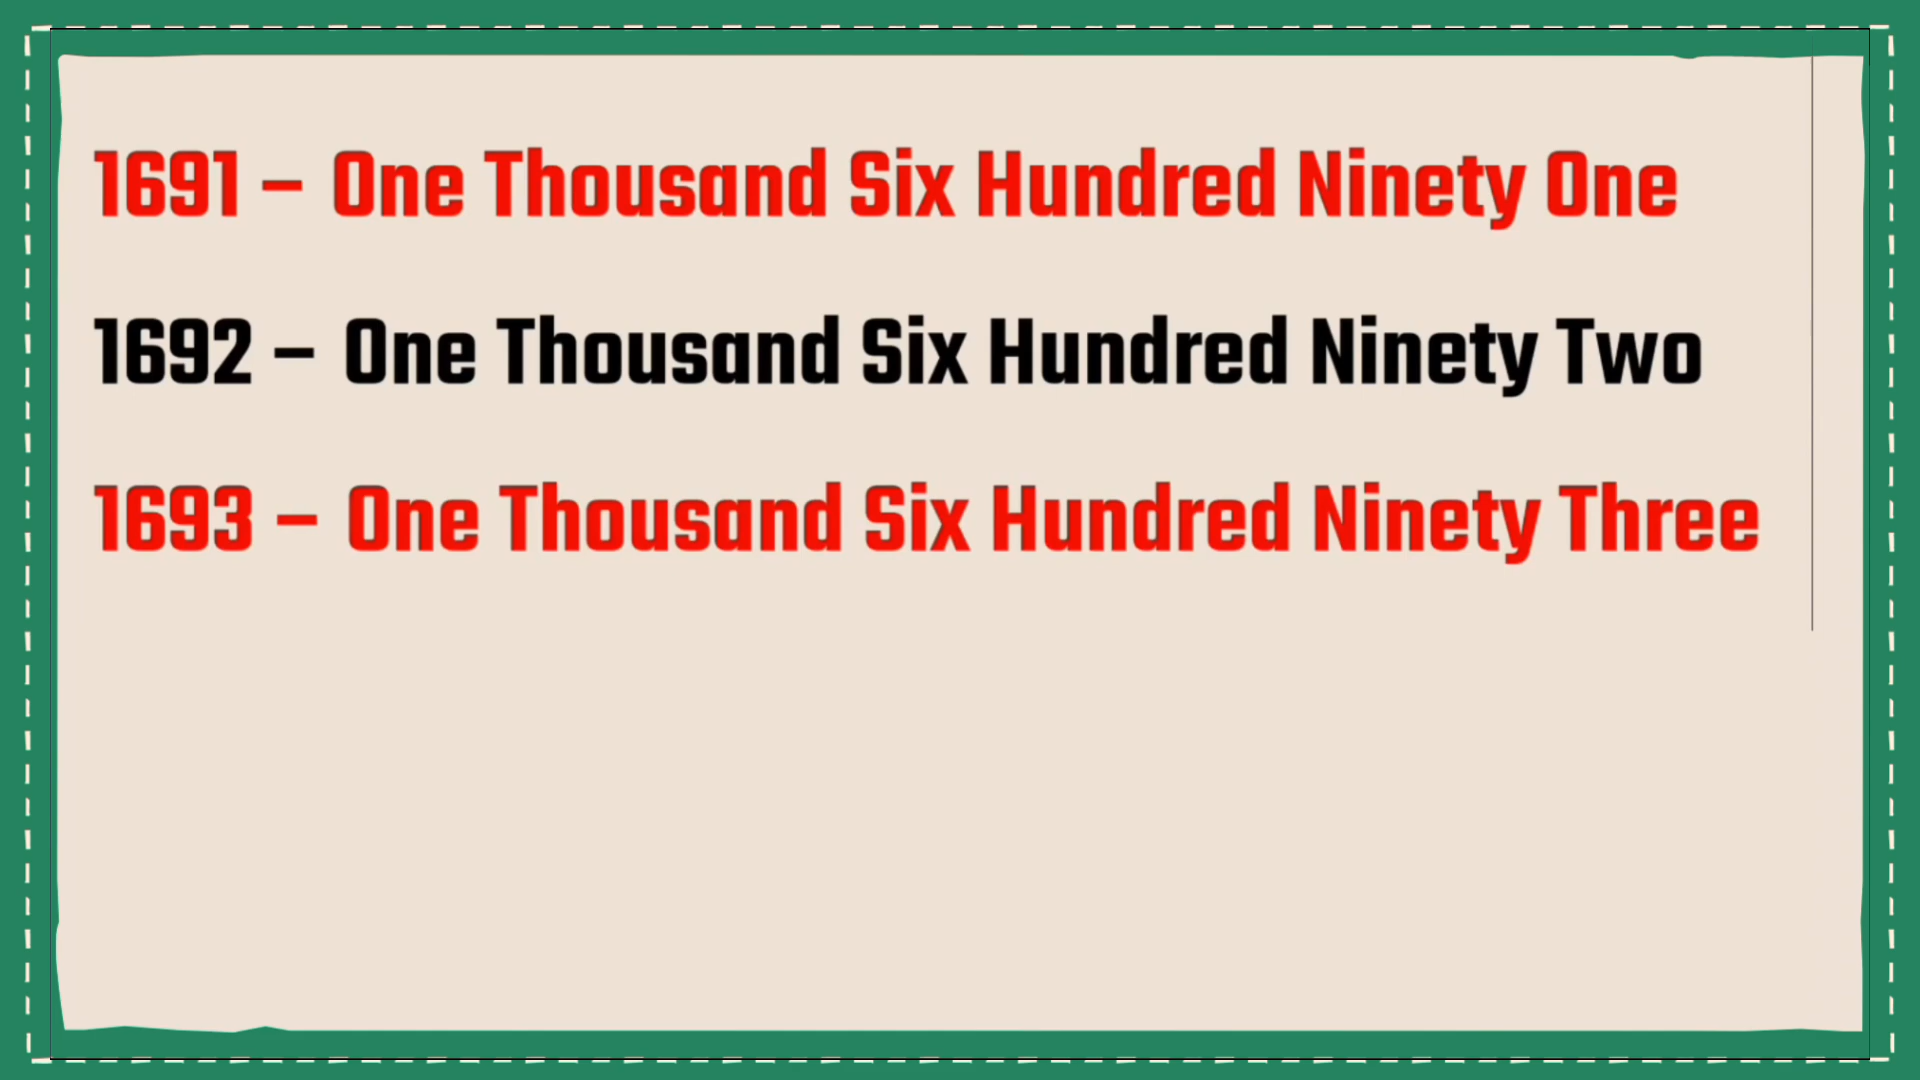 1691 – One Thousand Six Hundred Ninety One
1692 – One Thousand Six Hundred Ninety Two
1693 – One Thousand Six Hundred Ninety Three